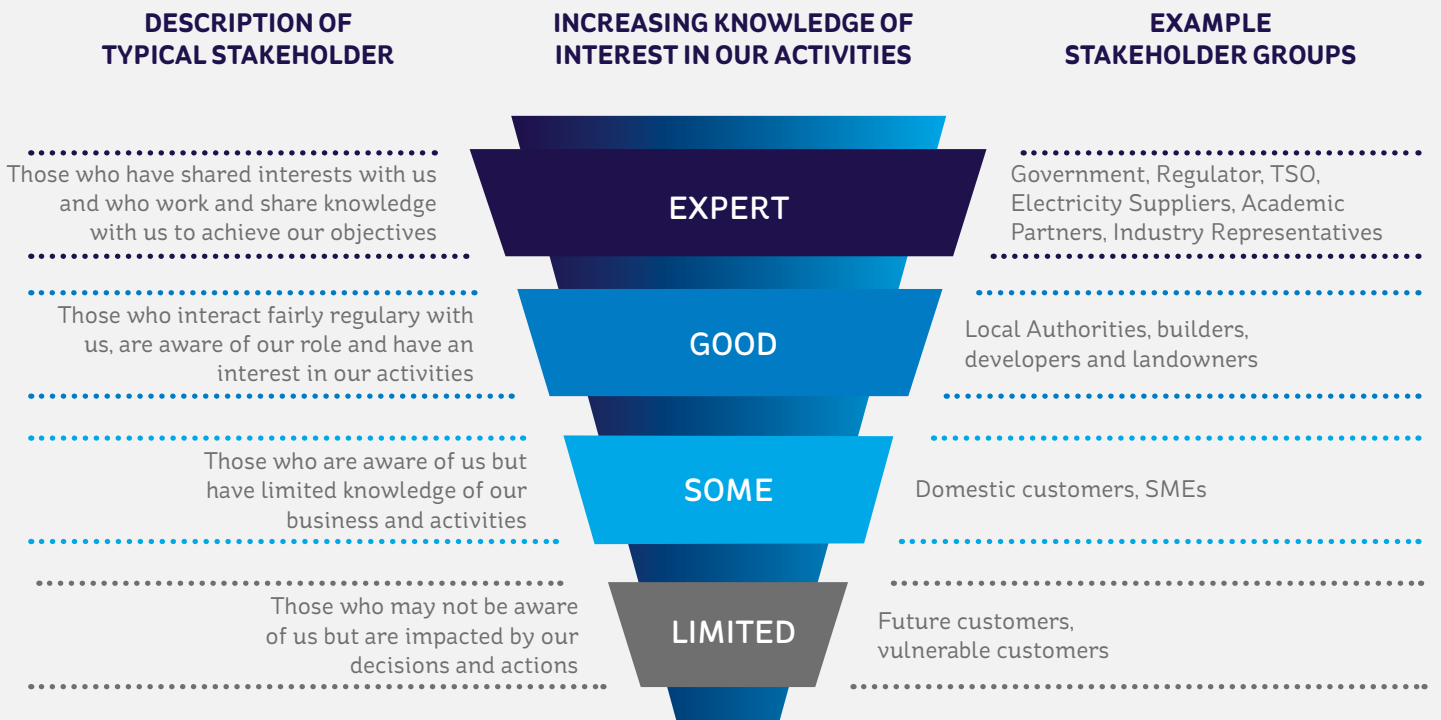 DESCRIPTION OF
TYPICAL STAKEHOLDER
INCREASING KNOWLEDGE OF
INTEREST IN OUR ACTIVITIES
EXAMPLE
STAKEHOLDER GROUPS
Those who have shared interests with us
and who work and share knowledge
with us to achieve our objectives
EXPERT
Government, Regulator, TSO,
Electricity Suppliers, Academic
Partners, Industry Representatives
Those who interact fairly regulary with
us, are aware of our role and have an
interest in our activities
GOOD
Local Authorities, builders,
developers and landowners
Those who are aware of us but
have limited knowledge of our
business and activities
SOME
Domestic customers, SMEs
Those who may not be aware
of us but are impacted by our
decisions and actions
LIMITED
Future customers,
vulnerable customers